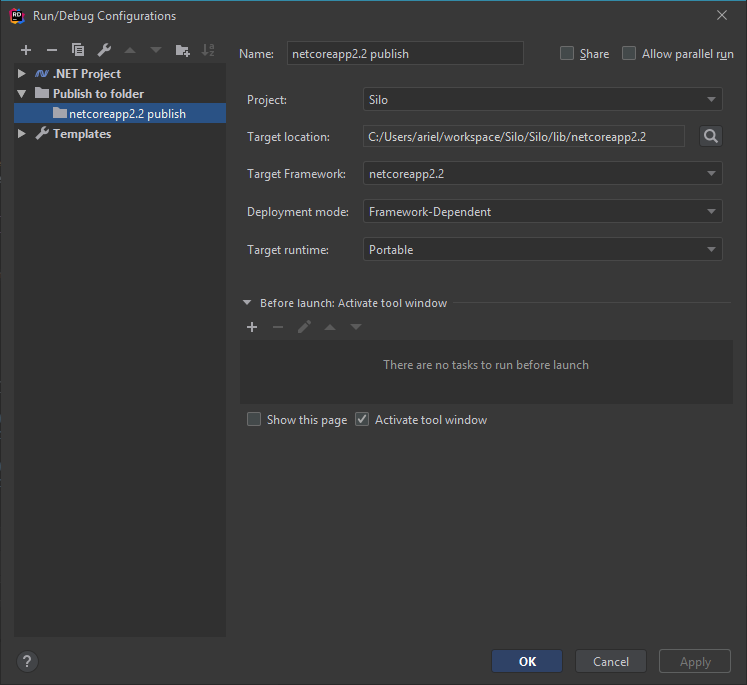 Run/Debug Configurations
Name: netcoreapp2.2 publish Share Allow parallel run
.NET Project
Publish to folder
netcoreapp2.2 publish
Templates
Project: Silo
Target location: C:/Users/ariel/workspace/Silo/Silo/lib/netcoreapp2.2
Target Framework: netcoreapp2.2
Deployment mode: Framework-Dependent
Target runtime: Portable
Before launch: Activate tool window
There are no tasks to run before launch
Show this page Activate tool window
? OK Cancel Apply